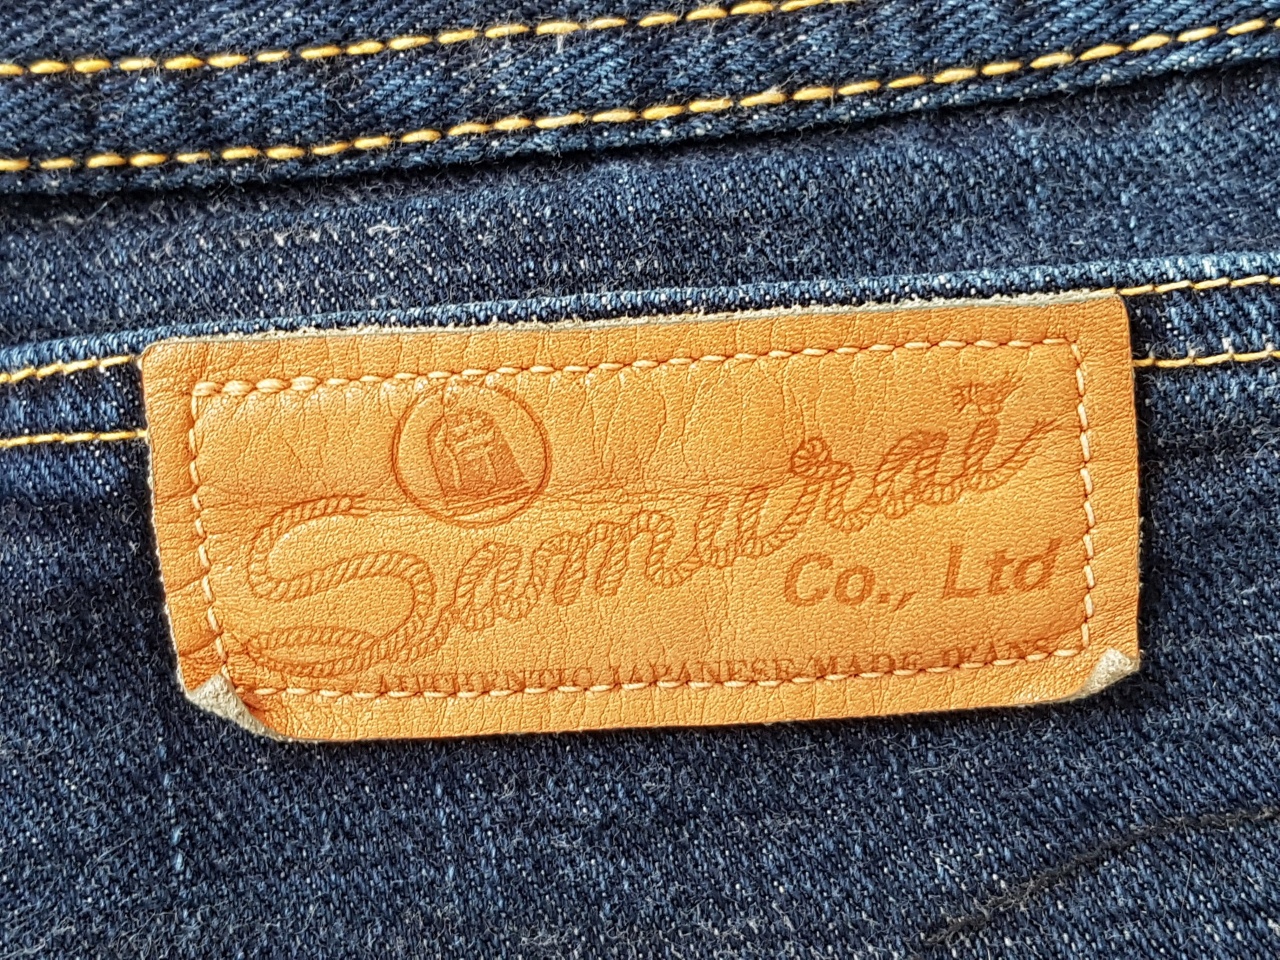 Samurai
Co., Ltd
AUTHENTIC JAPANESE MADE JEANS